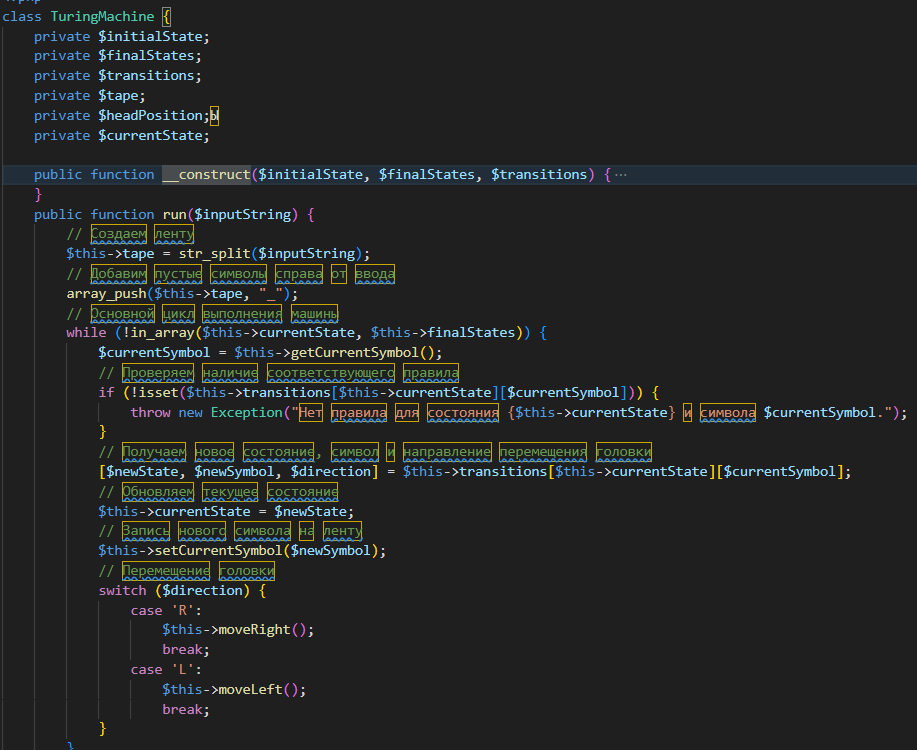 class TuringMachine {
    private $initialState;
    private $finalStates;
    private $transitions;
    private $tape;
    private $headPosition;ы
    private $currentState;

    public function __construct($initialState, $finalStates, $transitions) { ···
    }
    public function run($inputString) {
        // Создаем ленту
        $this->tape = str_split($inputString);
        // Добавим пустые символы справа от ввода
        array_push($this->tape, "_");
        // Основной цикл выполнения машины
        while (!in_array($this->currentState, $this->finalStates)) {
            $currentSymbol = $this->getCurrentSymbol();
            // Проверяем наличие соответствующего правила
            if (!isset($this->transitions[$this->currentState][$currentSymbol])) {
                throw new Exception("Нет правила для состояния {$this->currentState} и символа $currentSymbol.");
            }
            // Получаем новое состояние, символ и направление перемещения головки
            [$newState, $newSymbol, $direction] = $this->transitions[$this->currentState][$currentSymbol];
            // Обновляем текущее состояние
            $this->currentState = $newState;
            // Запись нового символа на ленту
            $this->setCurrentSymbol($newSymbol);
            // Перемещение головки
            switch ($direction) {
                case 'R':
                    $this->moveRight();
                    break;
                case 'L':
                    $this->moveLeft();
                    break;
            }
        }